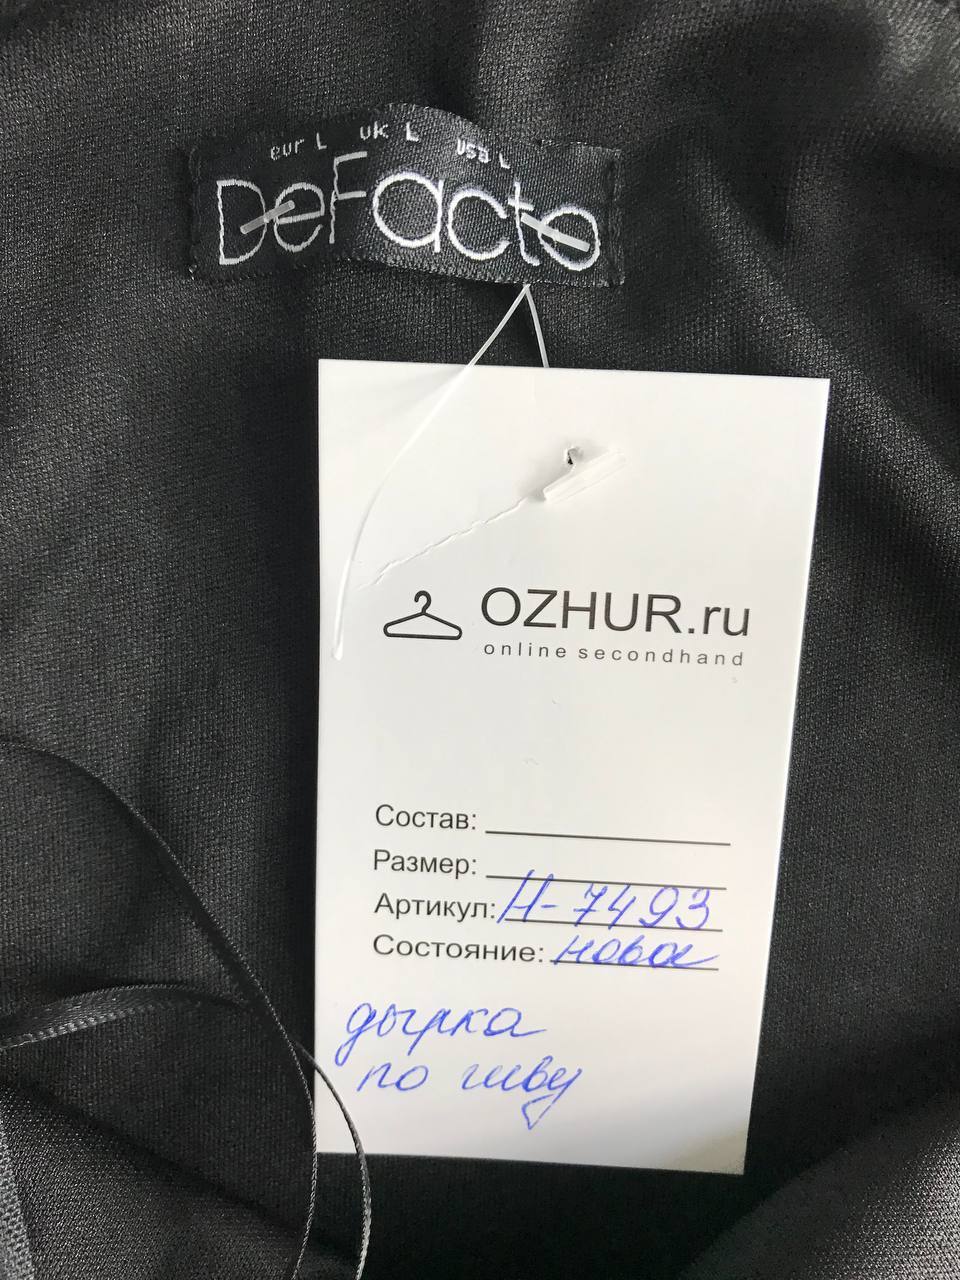 eur L uk L usa L
DeFacto
OZHUR.ru
online secondhand
Состав:
Размер:
Артикул: Н-7493
Состояние: новое
дырка
по шву